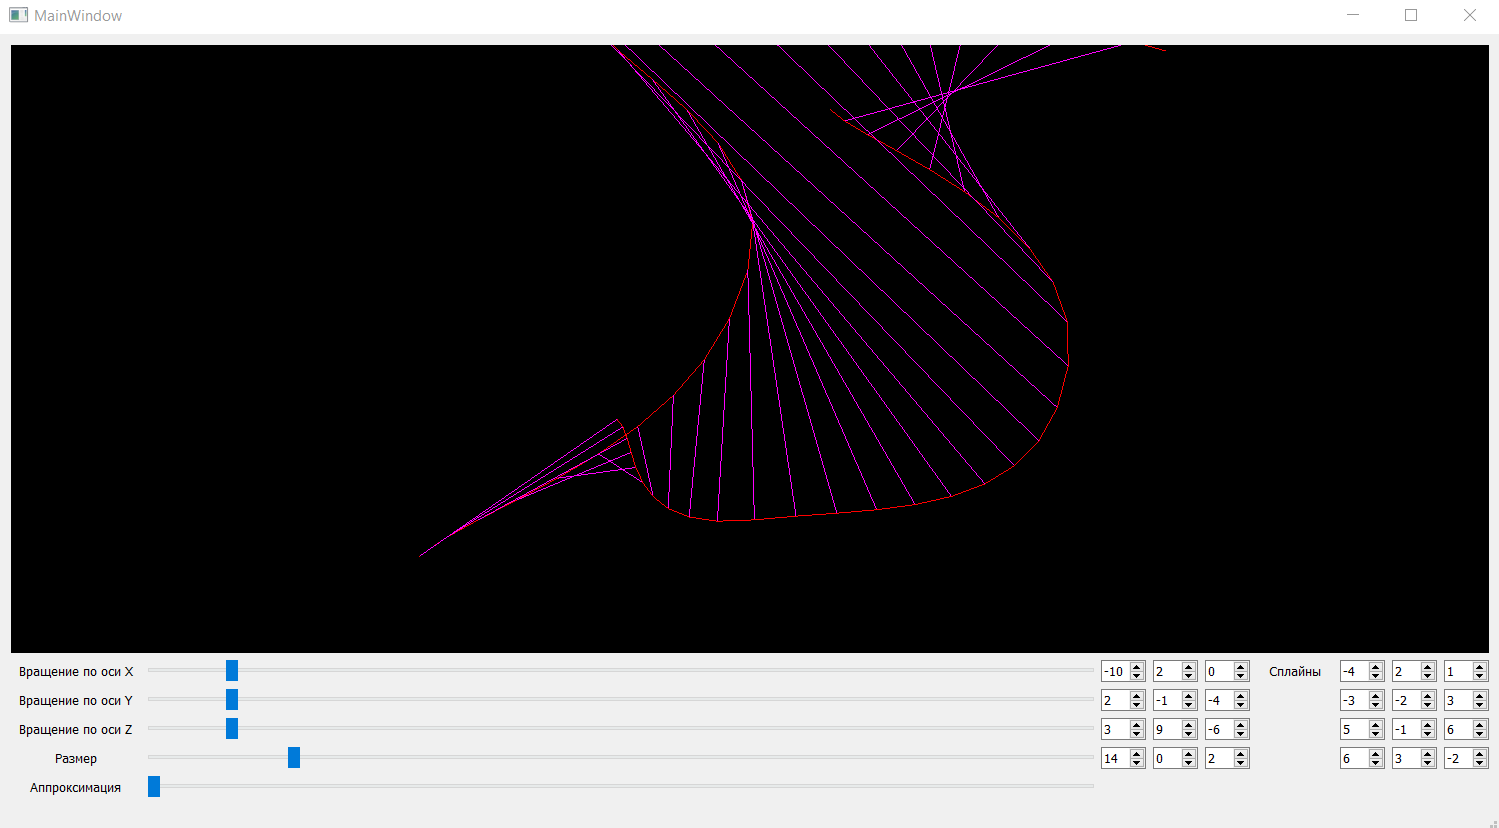 MainWindow
Вращение по оси X -10 2 0 Сплайны -4 2 1
Вращение по оси Y 2 -1 -4 -3 -2 3
Вращение по оси Z 3 9 -6 5 -1 6
Размер 14 0 2 6 3 -2
Аппроксимация